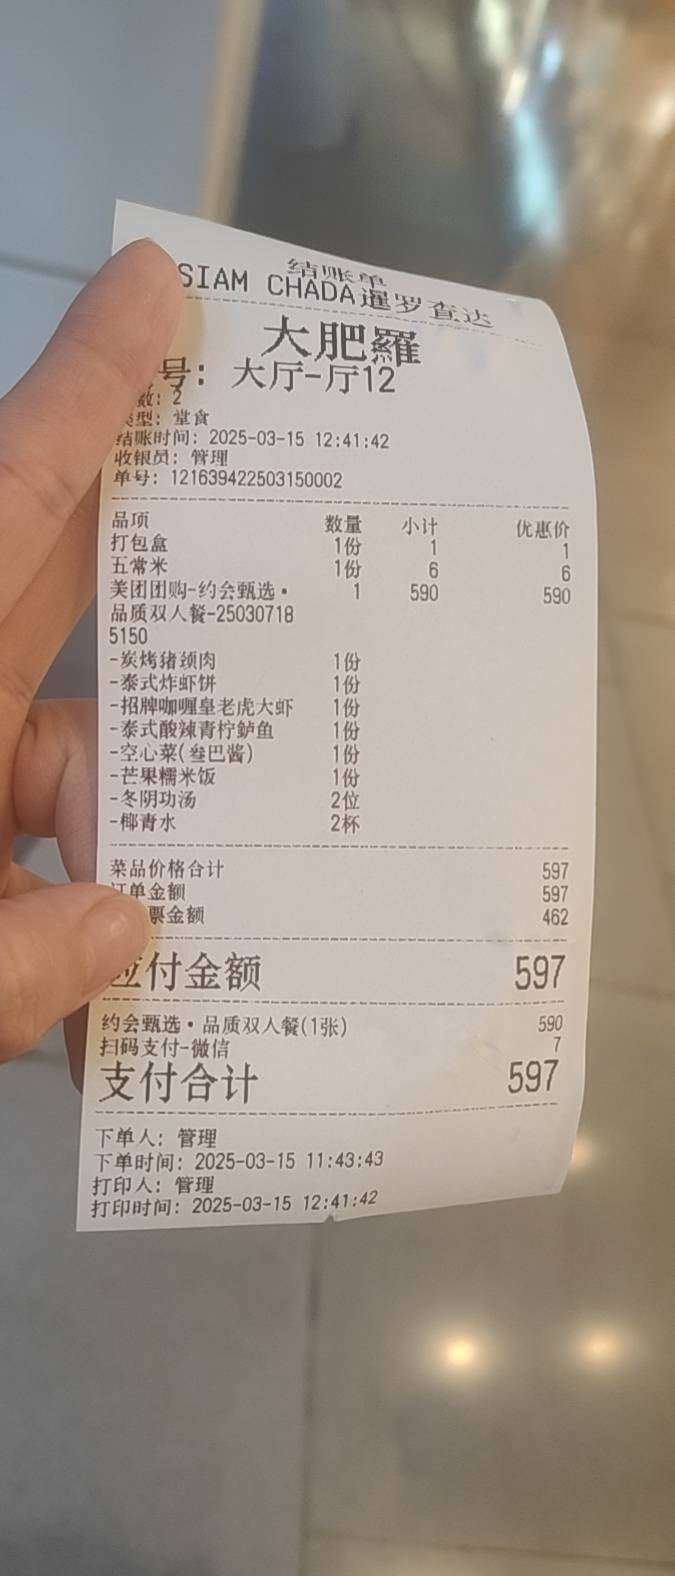 结账单
SIAM CHADA暹罗查达
大肥羅
号: 大厅-厅12
数: 2
类型: 堂食
结账时间: 2025-03-15 12:41:42
收银员: 管理
单号: 121639422503150002
品项 数量 小计 优惠价
打包盒 1份 1 1
五常米 1份 6 6
美团团购-约会甄选· 1 590 590
品质双人餐-25030718
5150
-炭烤猪颈肉 1份
-泰式炸虾饼 1份
-招牌咖喱皇老虎大虾 1份
-泰式酸辣青柠鲈鱼 1份
-空心菜(叁巴酱) 1份
-芒果糯米饭 1份
-冬阴功汤 2位
-椰青水 2杯
菜品价格合计 597
订单金额 597
票金额 462
应付金额 597
约会甄选·品质双人餐(1张) 590
扫码支付-微信 7
支付合计 597
下单人: 管理
下单时间: 2025-03-15 11:43:43
打印人: 管理
打印时间: 2025-03-15 12:41:42